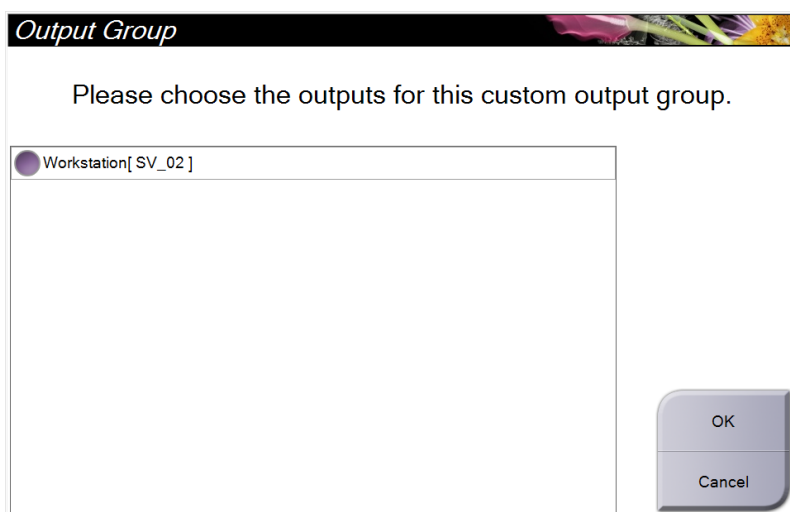 Output Group
Please choose the outputs for this custom output group.
Workstation[ SV_02 ]
OK
Cancel